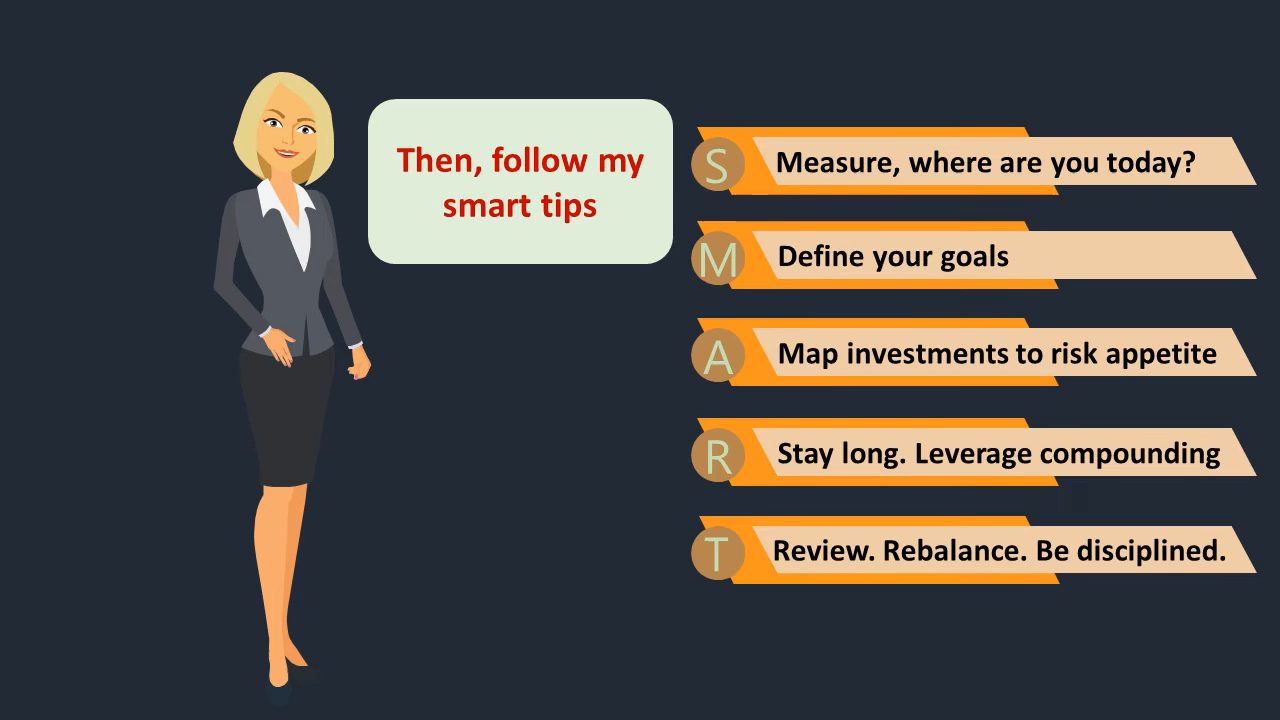 Then, follow my
smart tips
S Measure, where are you today?
M Define your goals
A Map investments to risk appetite
R Stay long. Leverage compounding
T Review. Rebalance. Be disciplined.